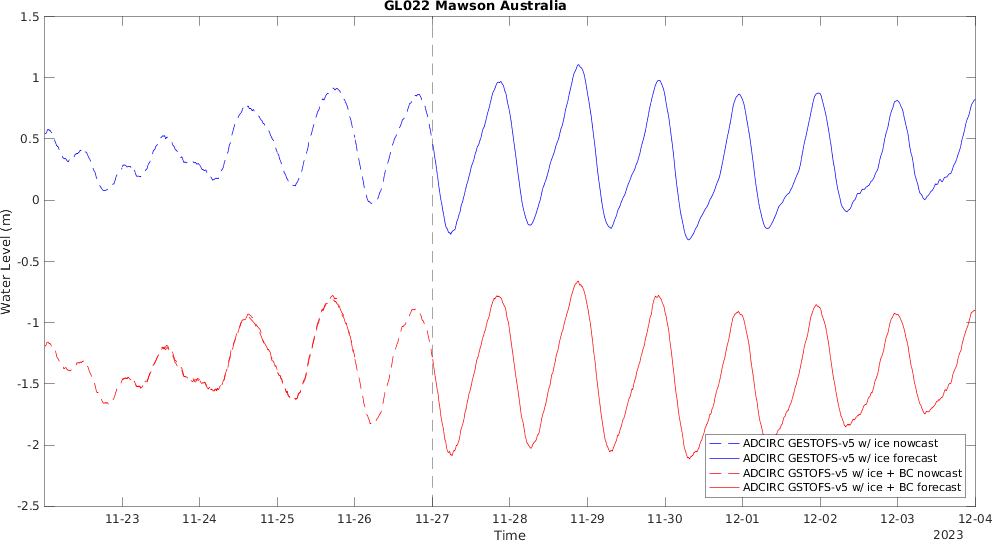 GL022 Mawson Australia
1.5
1
0.5
0
-0.5
-1
-1.5
-2
-2.5
Water Level (m)
ADCIRC GESTOFS-v5 w/ ice nowcast
ADCIRC GESTOFS-v5 w/ ice forecast
ADCIRC GSTOFS-v5 w/ ice + BC nowcast
ADCIRC GSTOFS-v5 w/ ice + BC forecast
11-23 11-24 11-25 11-26 11-27 11-28 11-29 11-30 12-01 12-02 12-03 12-04
Time
2023